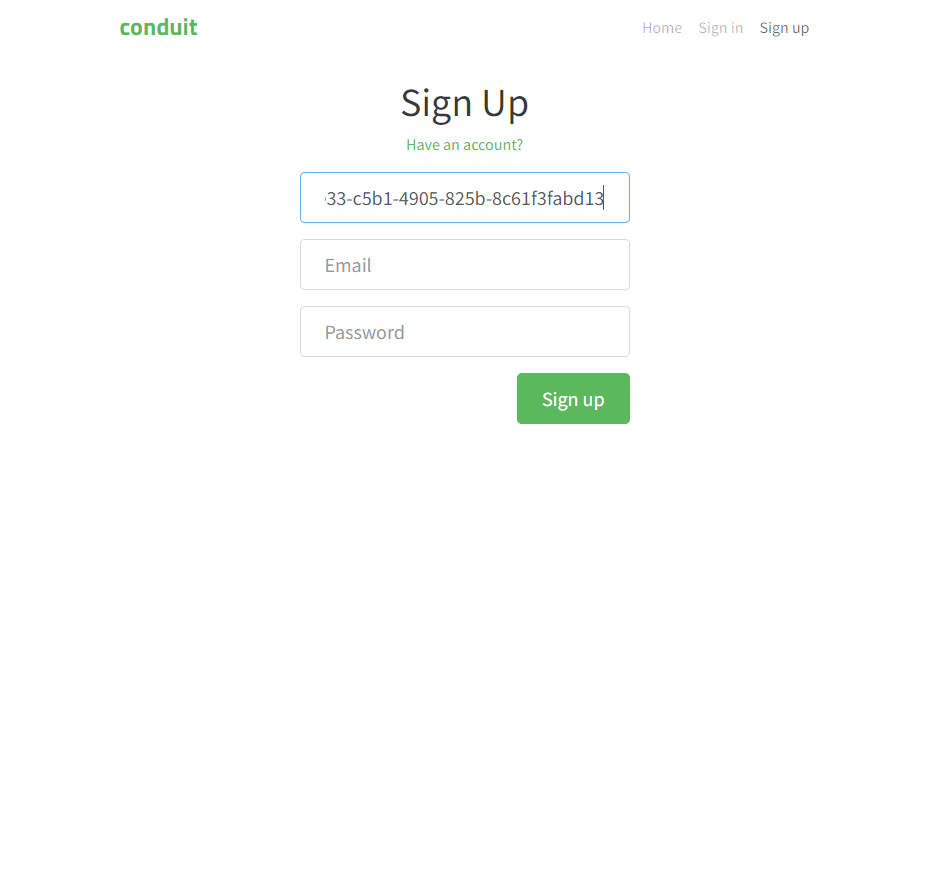 conduit
Home Sign in Sign up
Sign Up
Have an account?
33-c5b1-4905-825b-8c61f3fabd13
Email
Password
Sign up